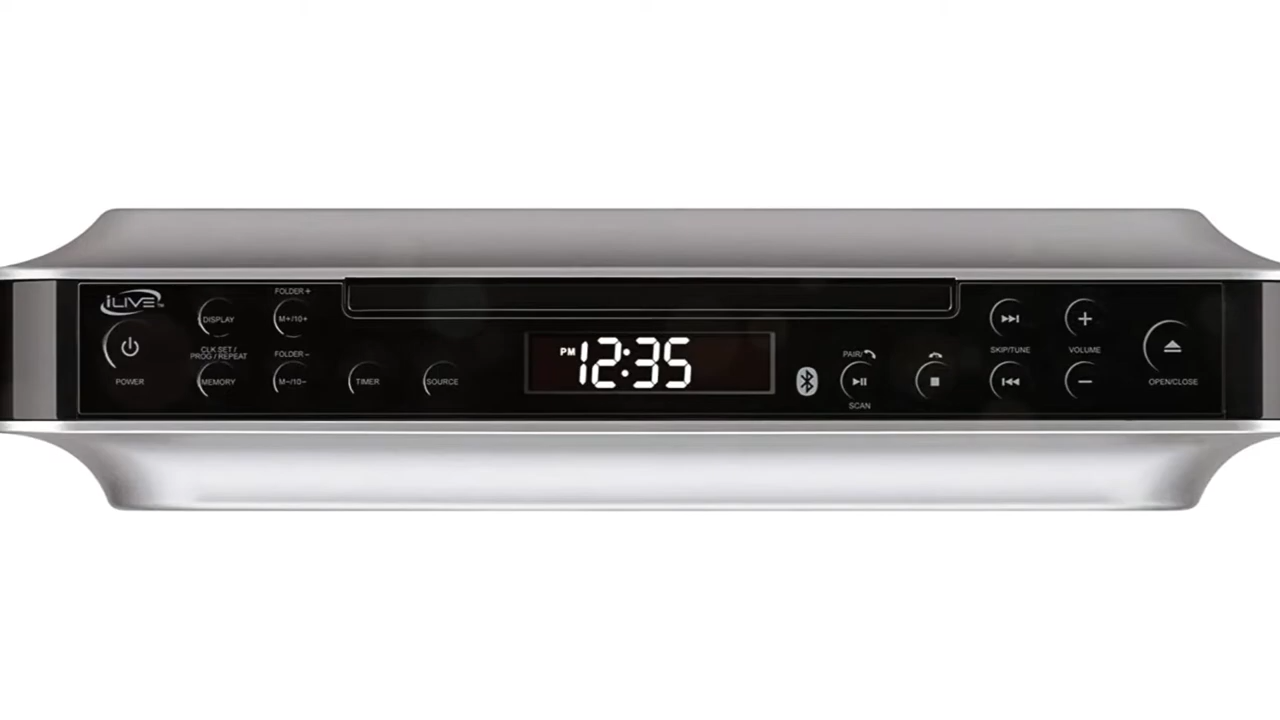 iLIVE™
POWER
DISPLAY
CLK SET /
PROG / REPEAT
MEMORY
FOLDER+
M+/10+
FOLDER−
M−/10−
TIMER
SOURCE
PM 12:35
PAIR/
SCAN
SKIP/TUNE
VOLUME
OPEN/CLOSE